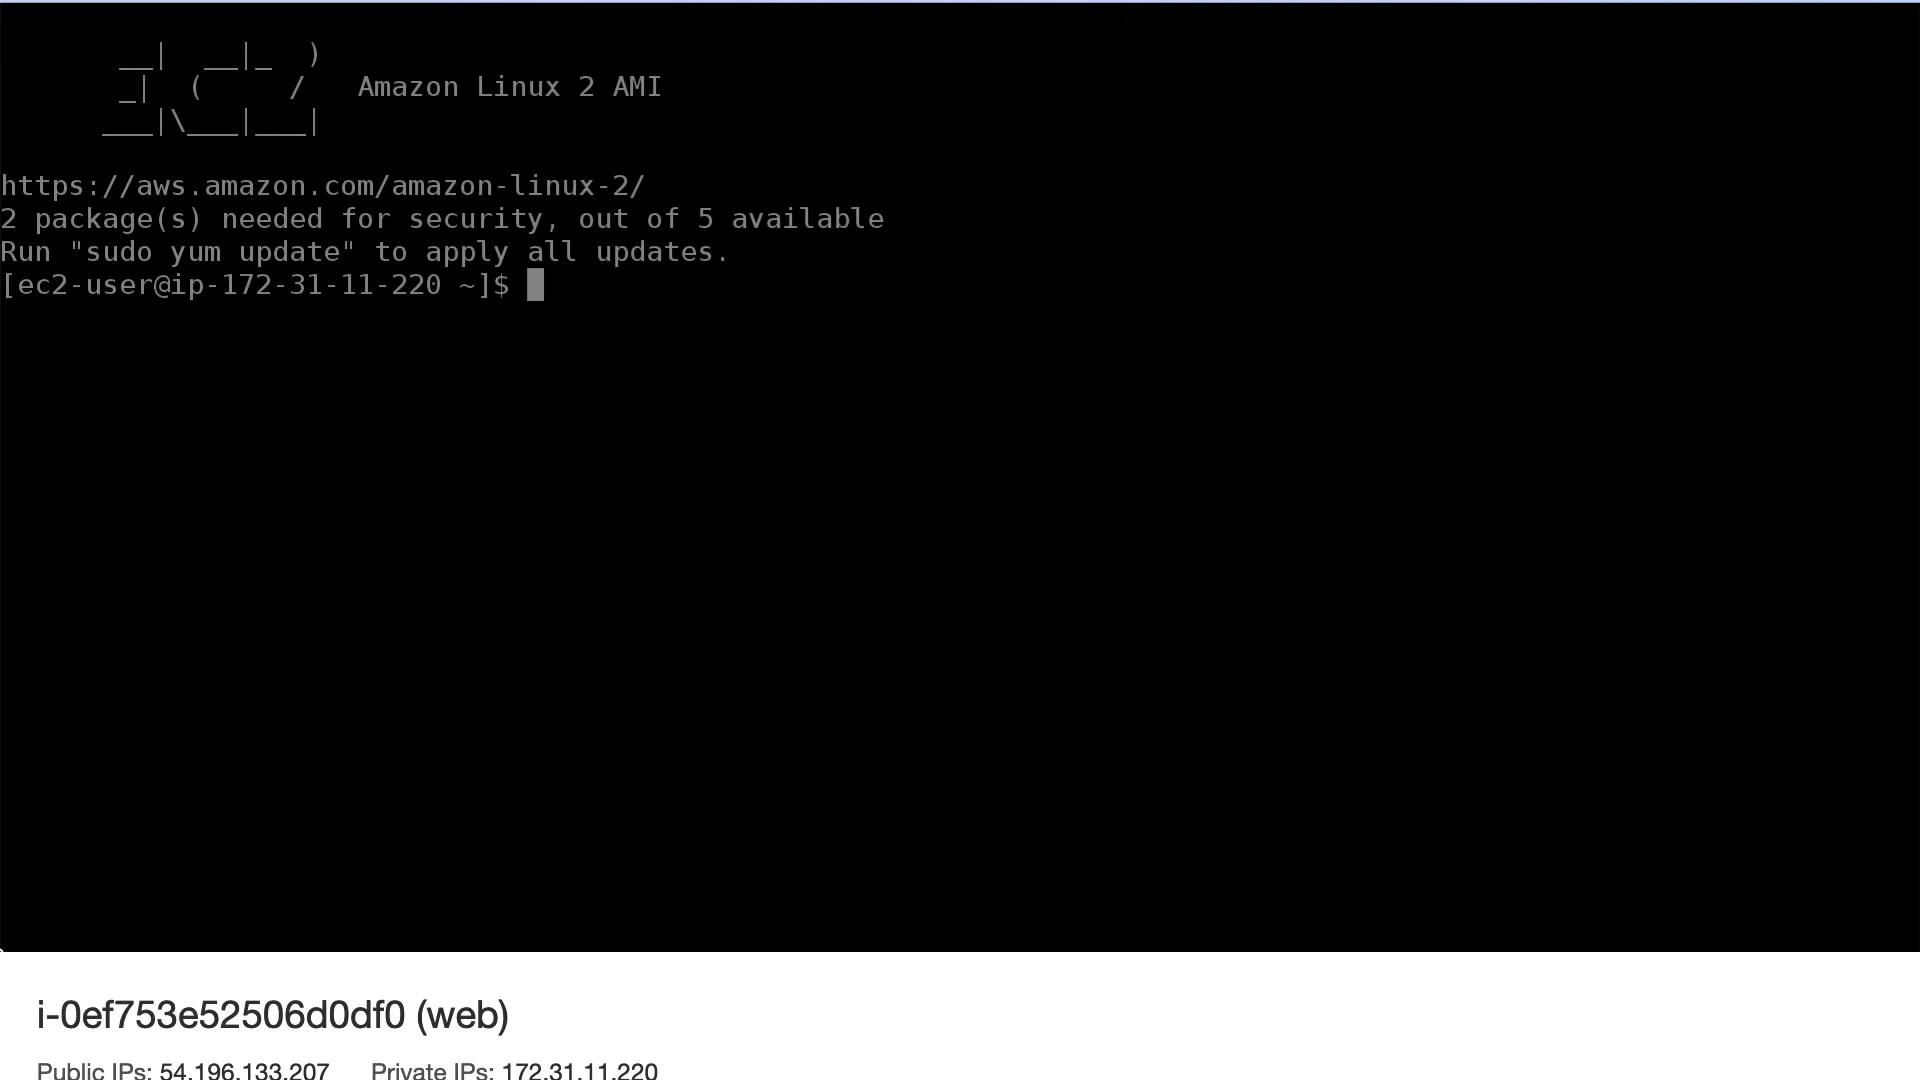 __|  __|_  )
       _|  (     /   Amazon Linux 2 AMI
      ___|\___|___|
https://aws.amazon.com/amazon-linux-2/
2 package(s) needed for security, out of 5 available
Run "sudo yum update" to apply all updates.
[ec2-user@ip-172-31-11-220 ~]$
i-0ef753e52506d0df0 (web)
Public IPs: 54.196.133.207 Private IPs: 172.31.11.220